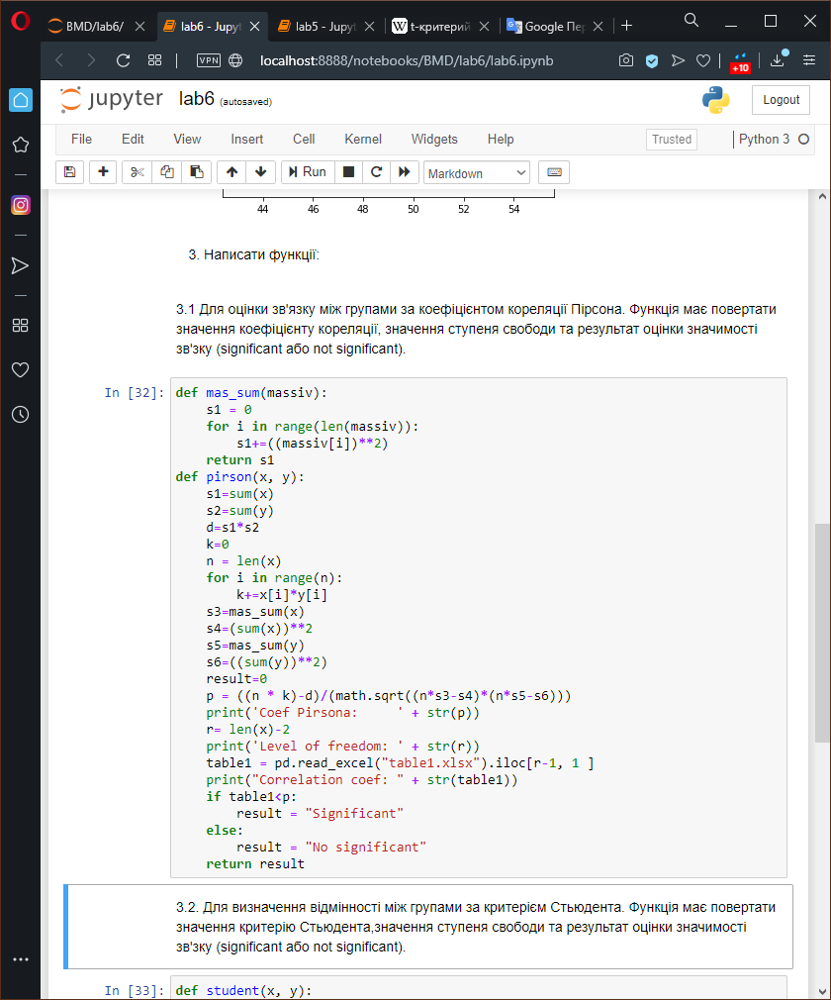 BMD/lab6/
lab6 - Jupyt
lab5 - Jupyt
W t-критерий
Google Пер
VPN
localhost:8888/notebooks/BMD/lab6/lab6.ipynb
+10
jupyter lab6 (autosaved)
Logout
File Edit View Insert Cell Kernel Widgets Help
Trusted
Python 3
Run
Markdown
44 46 48 50 52 54
3. Написати функції:
3.1 Для оцінки зв'язку між групами за коефіцієнтом кореляції Пірсона. Функція має повертати
значення коефіцієнту кореляції, значення ступеня свободи та результат оцінки значимості
зв'зку (significant або not significant).
In [32]: def mas_sum(massiv):
s1 = 0
for i in range(len(massiv)):
s1+=((massiv[i])**2)
return s1
def pirson(x, y):
s1=sum(x)
s2=sum(y)
d=s1*s2
k=0
n = len(x)
for i in range(n):
k+=x[i]*y[i]
s3=mas_sum(x)
s4=(sum(x))**2
s5=mas_sum(y)
s6=((sum(y))**2)
result=0
p = ((n * k)-d)/(math.sqrt((n*s3-s4)*(n*s5-s6)))
print('Coef Pirsona:     ' + str(p))
r= len(x)-2
print('Level of freedom: ' + str(r))
table1 = pd.read_excel("table1.xlsx").iloc[r-1, 1 ]
print("Correlation coef: " + str(table1))
if table1<p:
result = "Significant"
else:
result = "No significant"
return result
3.2. Для визначення відмінності між групами за критерієм Стьюдента. Функція має повертати
значення критерію Стьюдента,значення ступеня свободи та результат оцінки значимості
зв'зку (significant або not significant).
In [33]: def student(x, y):